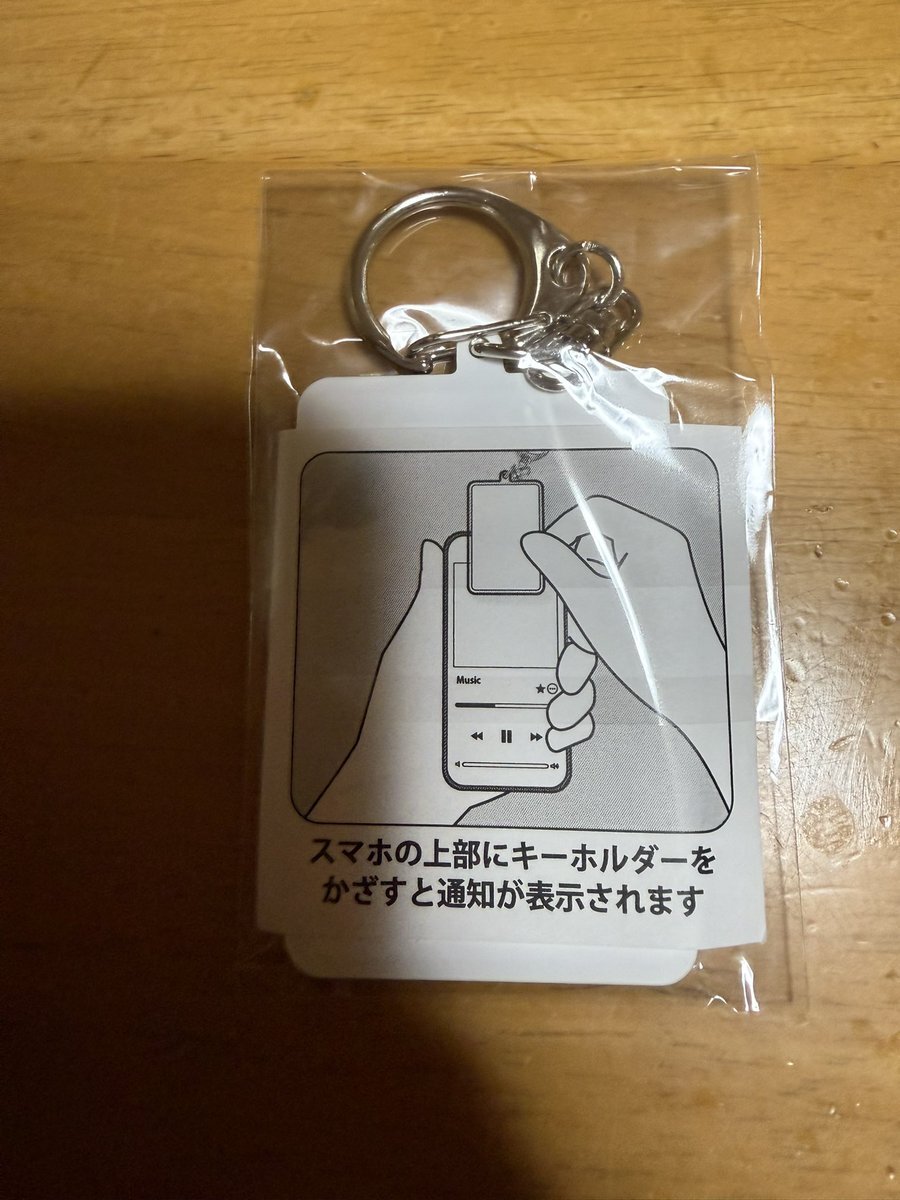 Music
スマホの上部にキーホルダーを
かざすと通知が表示されます